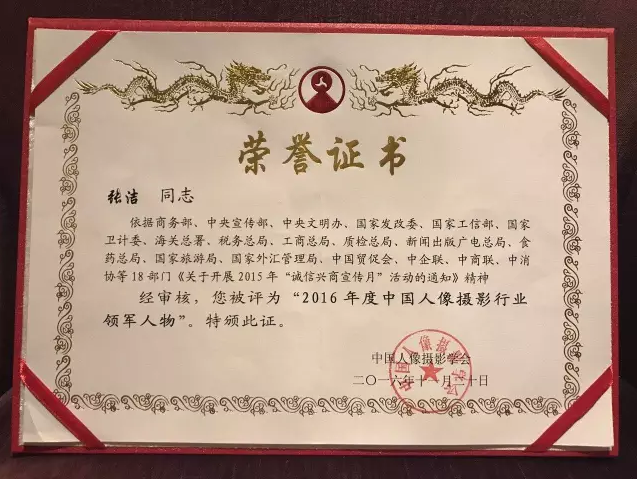 荣誉证书
张洁 同志
依据商务部、中央宣传部、中央文明办、国家发改委、国家工信部、国家
卫计委、海关总署、税务总局、工商总局、质检总局、新闻出版广电总局、食
药总局、国家旅游局、国家外汇管理局、中国贸促会、中企联、中商联、中消
协等18部门《关于开展2015年“诚信兴商宣传月”活动的通知》精神
经审核，您被评为“2016年度中国人像摄影行业
领军人物”。特颁此证。
中国人像摄影学会
二〇一六年十月二十日
中国人像摄影学会